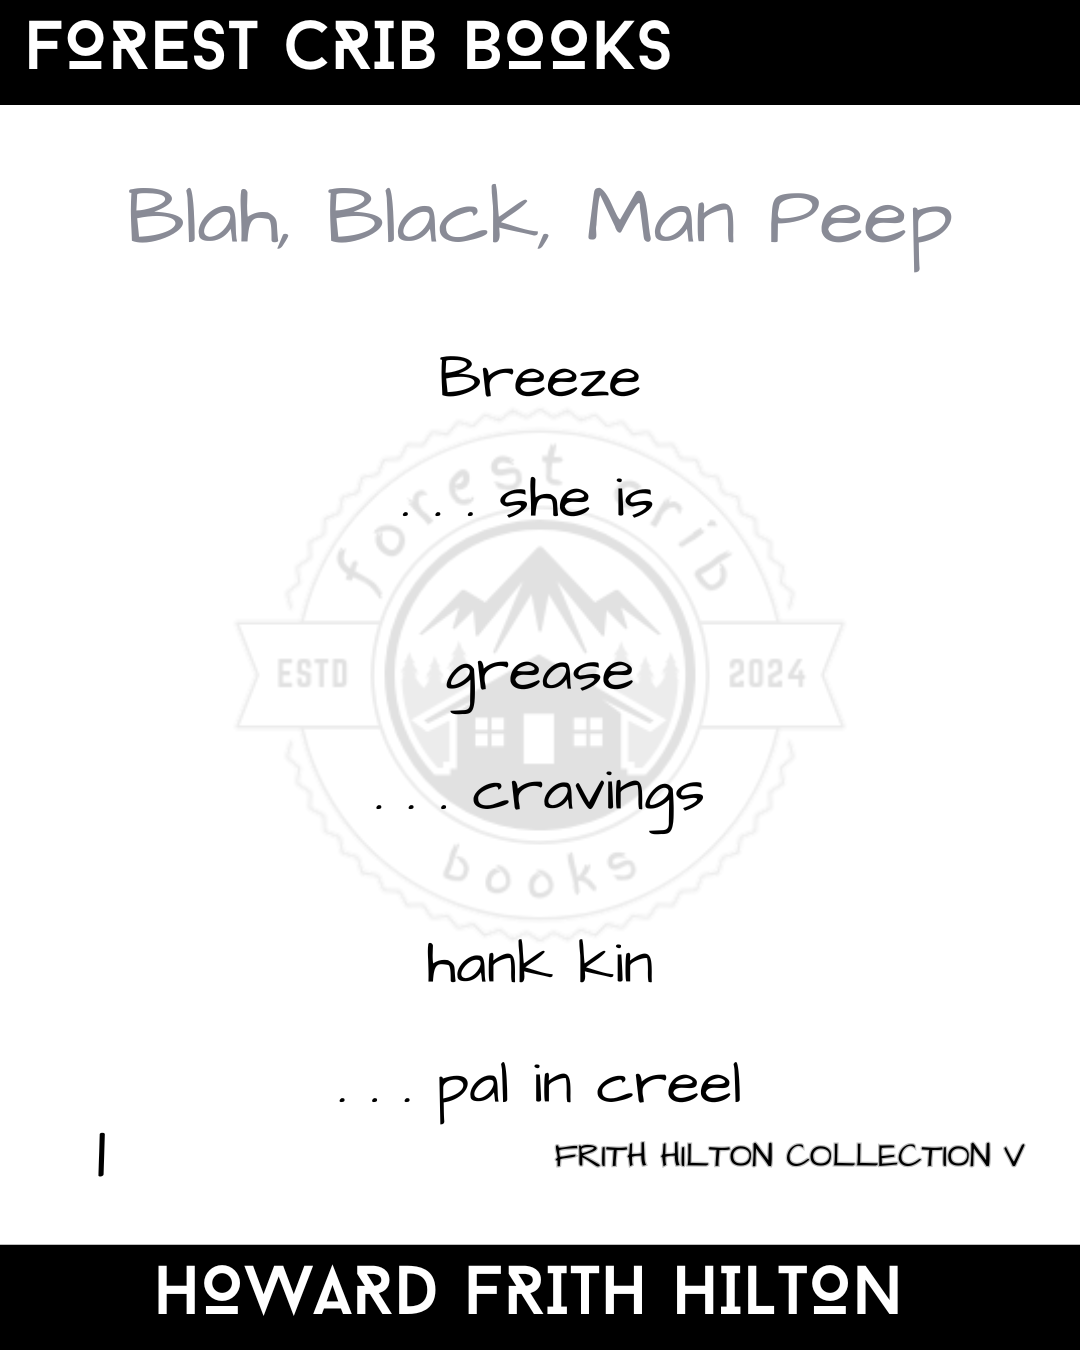 FOREST CRIB BOOKS
Blah, Black, Man Peep
Breeze
. . . she is
grease
. . . cravings
hank kin
. . . pal in creel
forest crib
ESTD 2024
books
1
FRITH HILTON COLLECTION V
HOWARD FRITH HILTON